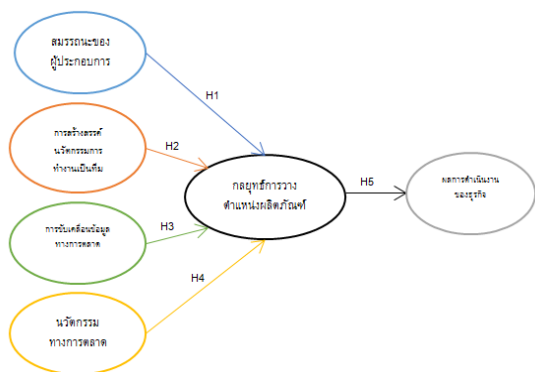 สมรรถนะของ
ผู้ประกอบการ
H1
การสร้างสรรค์
นวัตกรรมการ
ทำงานเป็นทีม
H2
กลยุทธ์การวาง
ตำแหน่งผลิตภัณฑ์
H5
ผลการดำเนินงาน
ของธุรกิจ
การขับเคลื่อนข้อมูล
ทางการตลาด
H3
H4
นวัตกรรม
ทางการตลาด